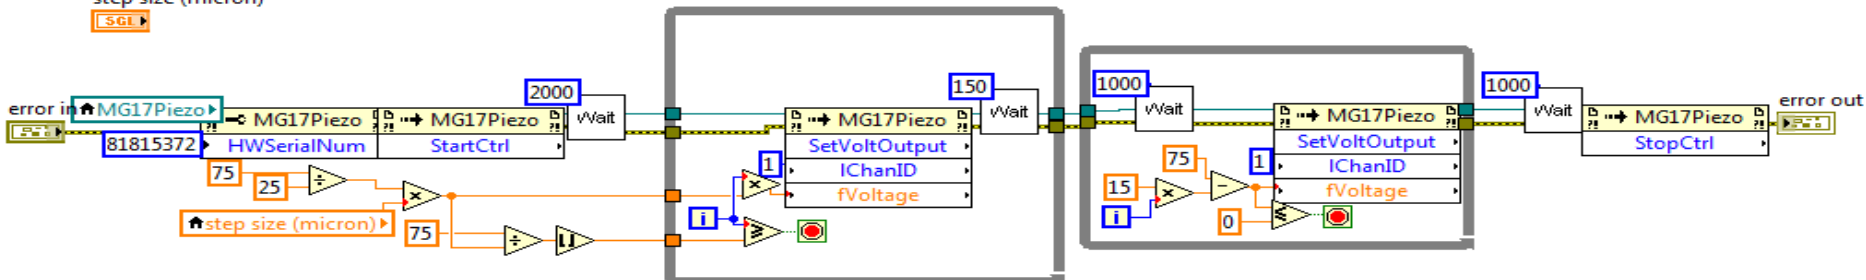 step size (micron)
SGL
error in
MG17Piezo
81815372
MG17Piezo
HWSerialNum
MG17Piezo
StartCtrl
2000
Wait
75
25
÷
×
step size (micron)
75
÷
i
1
×
≥
MG17Piezo
SetVoltOutput
lChanID
fVoltage
150
Wait
1000
Wait
15
i
×
75
−
0
≤
1
MG17Piezo
SetVoltOutput
lChanID
fVoltage
1000
Wait
MG17Piezo
StopCtrl
error out